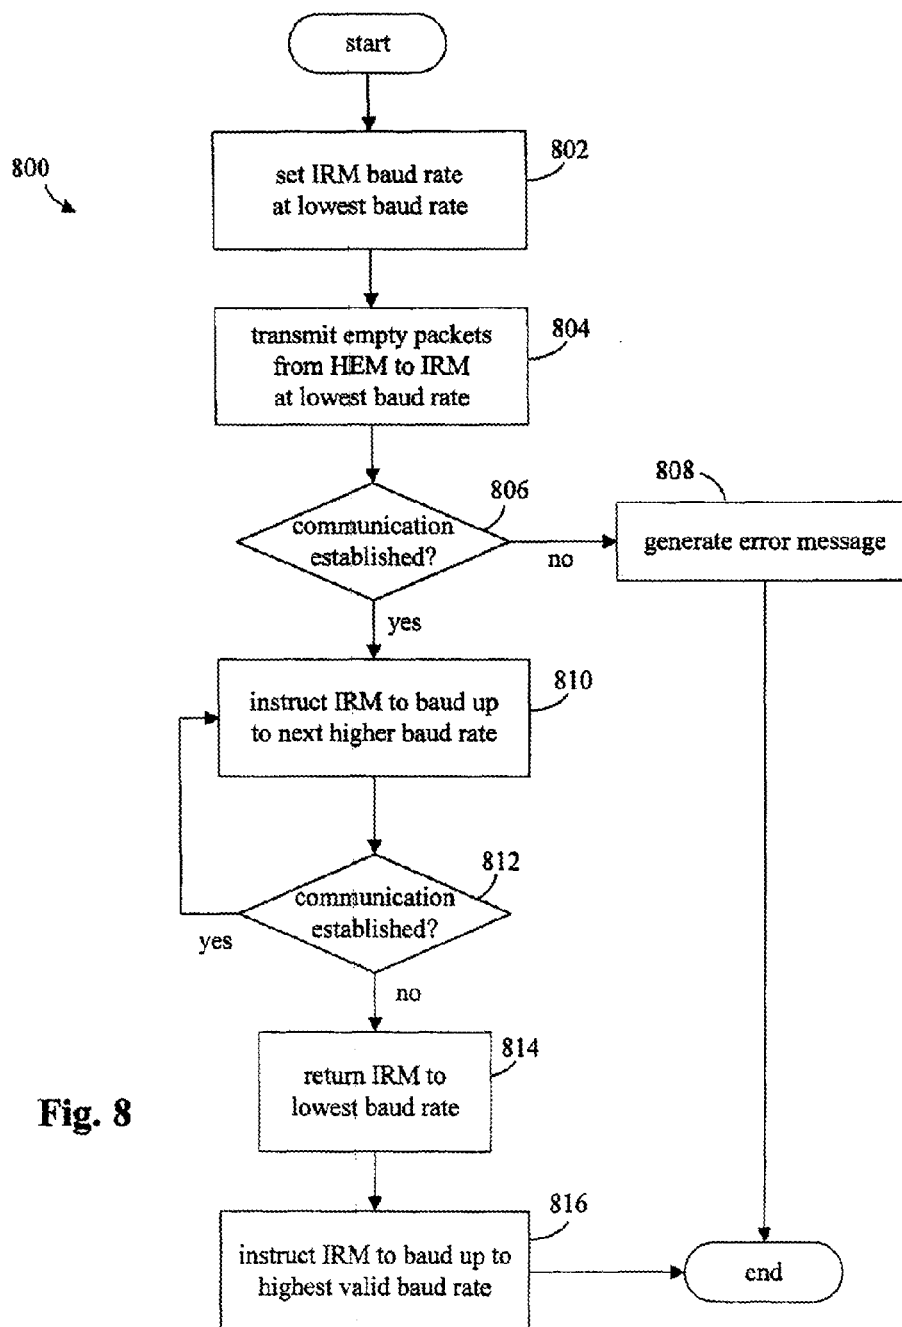 start
800
802
set IRM baud rate
at lowest baud rate
804
transmit empty packets
from HEM to IRM
at lowest baud rate
806
communication
established?
no
808
generate error message
yes
810
instruct IRM to baud up
to next higher baud rate
812
communication
established?
yes
no
814
return IRM to
lowest baud rate
Fig. 8
816
instruct IRM to baud up to
highest valid baud rate
end